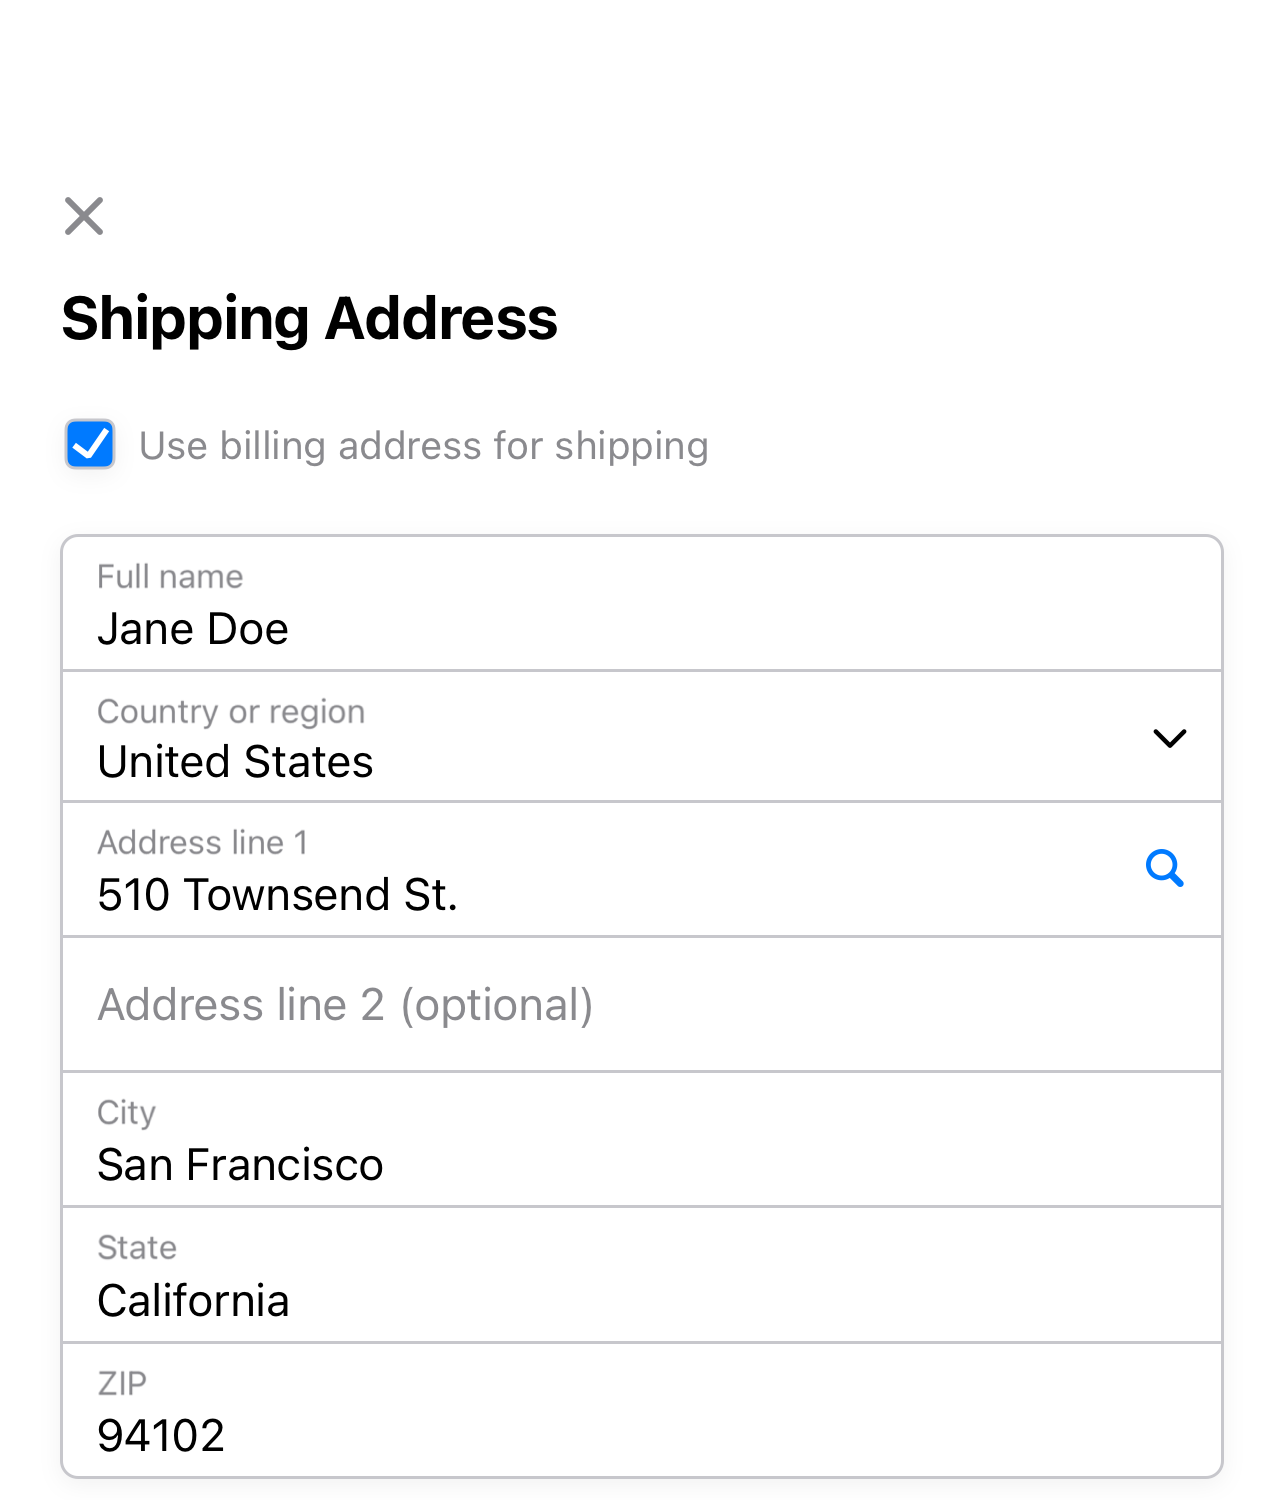 Shipping Address
Use billing address for shipping
Full name
Jane Doe
Country or region
United States
Address line 1
510 Townsend St.
Address line 2 (optional)
City
San Francisco
State
California
ZIP
94102